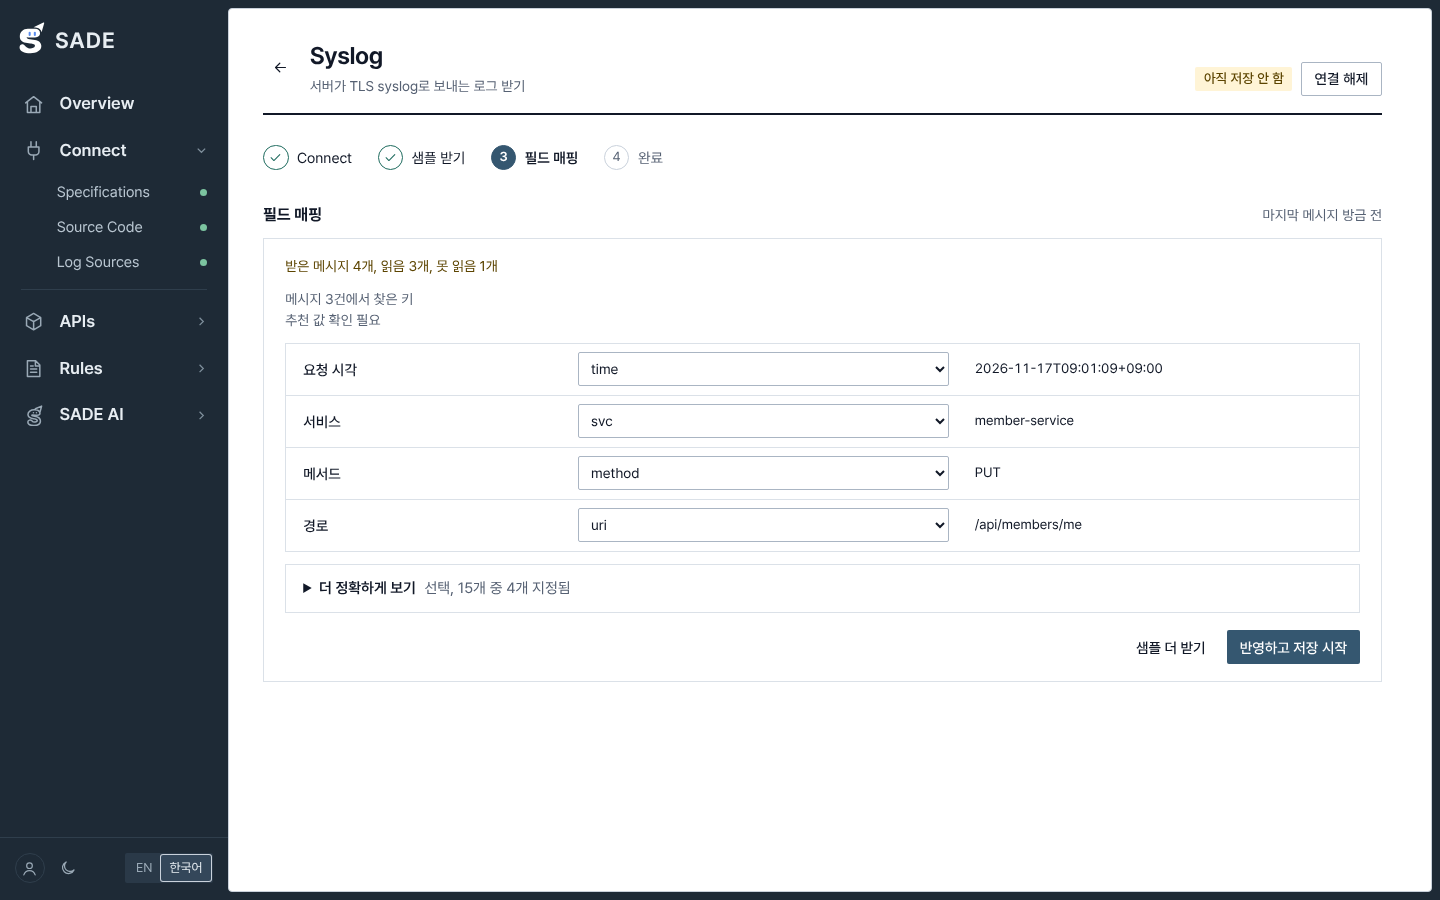 SADE
Overview
Connect
Specifications
Source Code
Log Sources
APIs
Rules
SADE AI
EN 한국어
Syslog
서버가 TLS syslog로 보내는 로그 받기
아직 저장 안 함
연결 해제
Connect
샘플 받기
3 필드 매핑
4 완료
필드 매핑
마지막 메시지 방금 전
받은 메시지 4개, 읽음 3개, 못 읽음 1개
메시지 3건에서 찾은 키
추천 값 확인 필요
요청 시각 time 2026-11-17T09:01:09+09:00
서비스 svc member-service
메서드 method PUT
경로 uri /api/members/me
더 정확하게 보기 선택, 15개 중 4개 지정됨
샘플 더 받기
반영하고 저장 시작